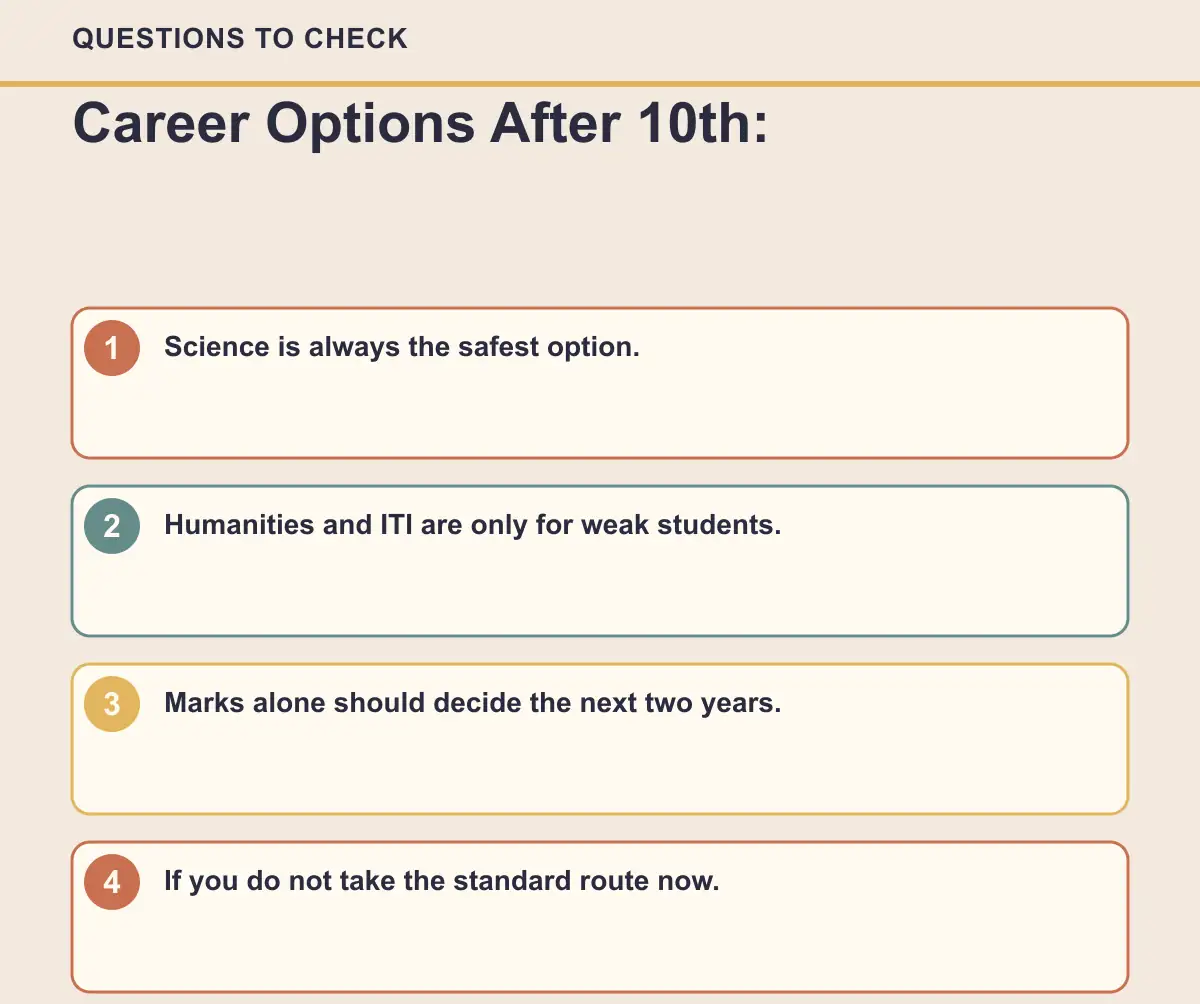 QUESTIONS TO CHECK
Career Options After 10th:
1 Science is always the safest option.
2 Humanities and ITI are only for weak students.
3 Marks alone should decide the next two years.
4 If you do not take the standard route now.